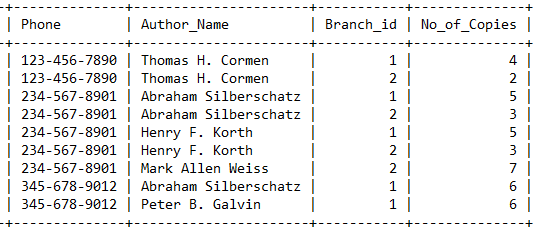 -+--------------+----------------------+-----------+--------------+
| Phone | Author_Name | Branch_id | No_of_Copies |
-+--------------+----------------------+-----------+--------------+
| 123-456-7890 | Thomas H. Cormen | 1 | 4 |
| 123-456-7890 | Thomas H. Cormen | 2 | 2 |
| 234-567-8901 | Abraham Silberschatz | 1 | 5 |
| 234-567-8901 | Abraham Silberschatz | 2 | 3 |
| 234-567-8901 | Henry F. Korth | 1 | 5 |
| 234-567-8901 | Henry F. Korth | 2 | 3 |
| 234-567-8901 | Mark Allen Weiss | 2 | 7 |
| 345-678-9012 | Abraham Silberschatz | 1 | 6 |
| 345-678-9012 | Peter B. Galvin | 1 | 6 |
-+--------------+----------------------+-----------+--------------+